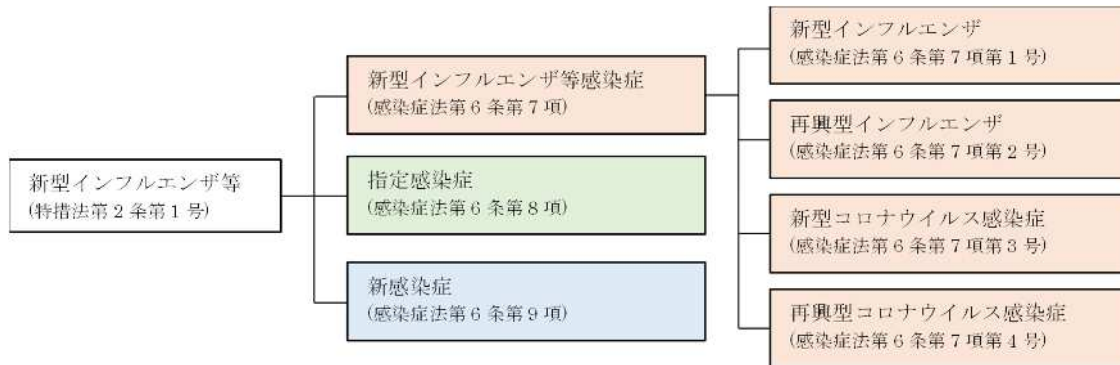 新型インフルエンザ等
(特措法第2条第1号)
新型インフルエンザ等感染症
(感染症法第6条第7項)
指定感染症
(感染症法第6条第8項)
新感染症
(感染症法第6条第9項)
新型インフルエンザ
(感染症法第6条第7項第1号)
再興型インフルエンザ
(感染症法第6条第7項第2号)
新型コロナウイルス感染症
(感染症法第6条第7項第3号)
再興型コロナウイルス感染症
(感染症法第6条第7項第4号)